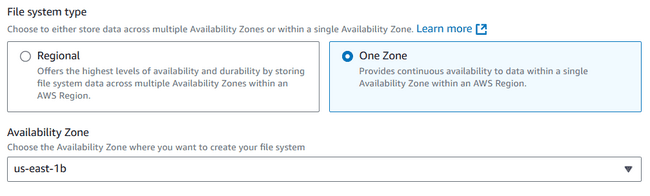 File system type
Choose to either store data across multiple Availability Zones or within a single Availability Zone. Learn more
Regional
Offers the highest levels of availability and durability by storing
file system data across multiple Availability Zones within an
AWS Region.
One Zone
Provides continuous availability to data within a single
Availability Zone within an AWS Region.
Availability Zone
Choose the Availability Zone where you want to create your file system
us-east-1b